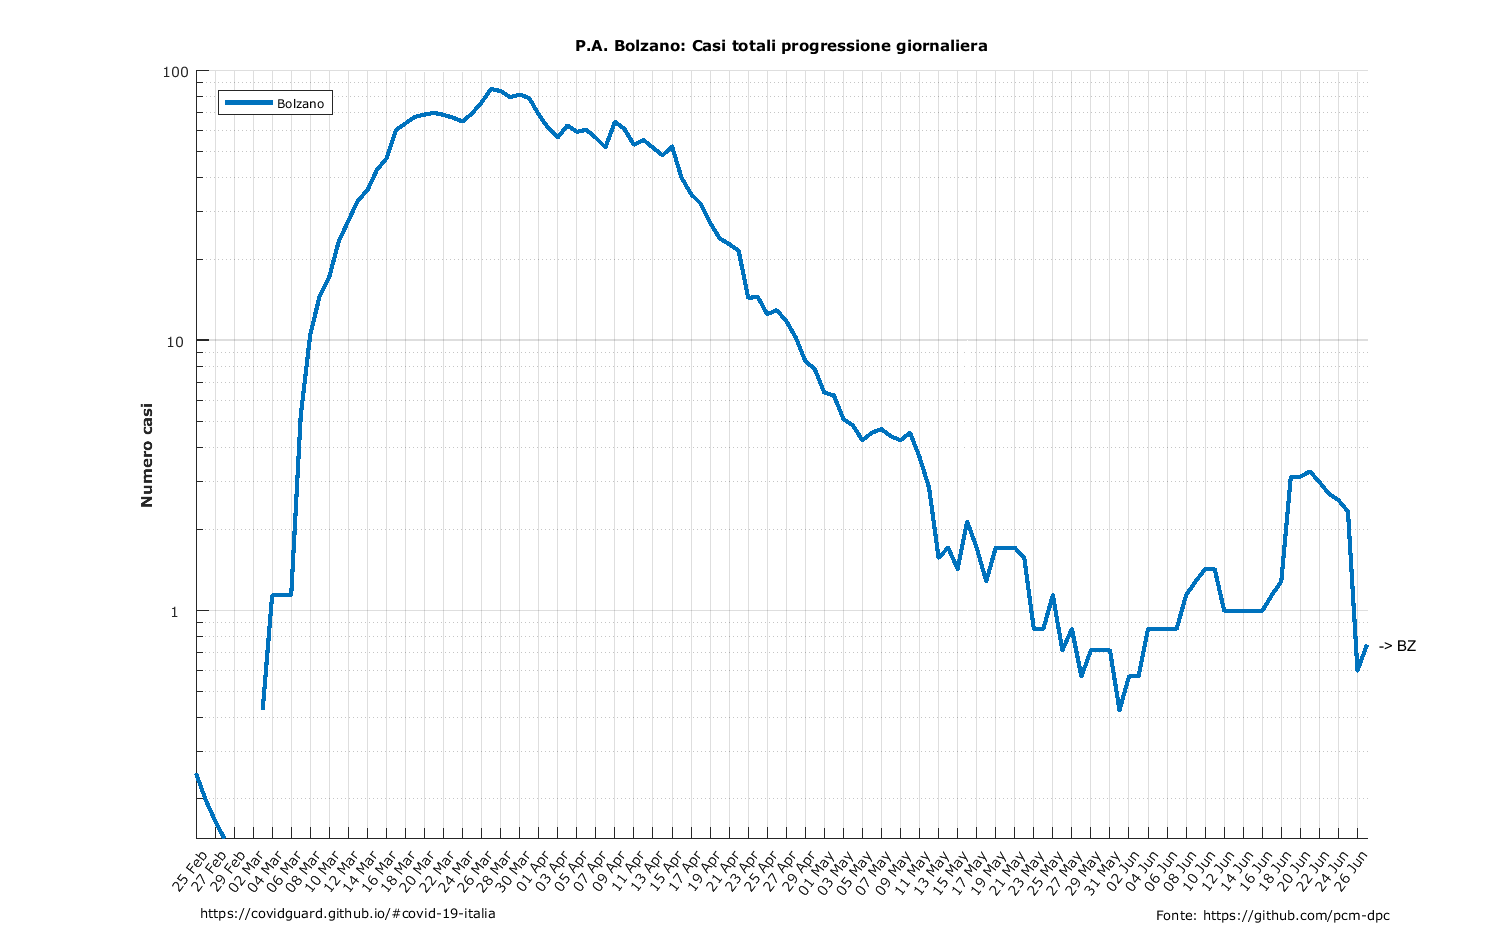 P.A. Bolzano: Casi totali progressione giornaliera
100
Bolzano
10
Numero casi
1
-> BZ
25 Feb
27 Feb
29 Feb
02 Mar
04 Mar
06 Mar
08 Mar
10 Mar
12 Mar
14 Mar
16 Mar
18 Mar
20 Mar
22 Mar
24 Mar
26 Mar
28 Mar
30 Mar
01 Apr
03 Apr
05 Apr
07 Apr
09 Apr
11 Apr
13 Apr
15 Apr
17 Apr
19 Apr
21 Apr
23 Apr
25 Apr
27 Apr
29 Apr
01 May
03 May
05 May
07 May
09 May
11 May
13 May
15 May
17 May
19 May
21 May
23 May
25 May
27 May
29 May
31 May
02 Jun
04 Jun
06 Jun
08 Jun
10 Jun
12 Jun
14 Jun
16 Jun
18 Jun
20 Jun
22 Jun
24 Jun
26 Jun
https://covidguard.github.io/#covid-19-italia
Fonte: https://github.com/pcm-dpc